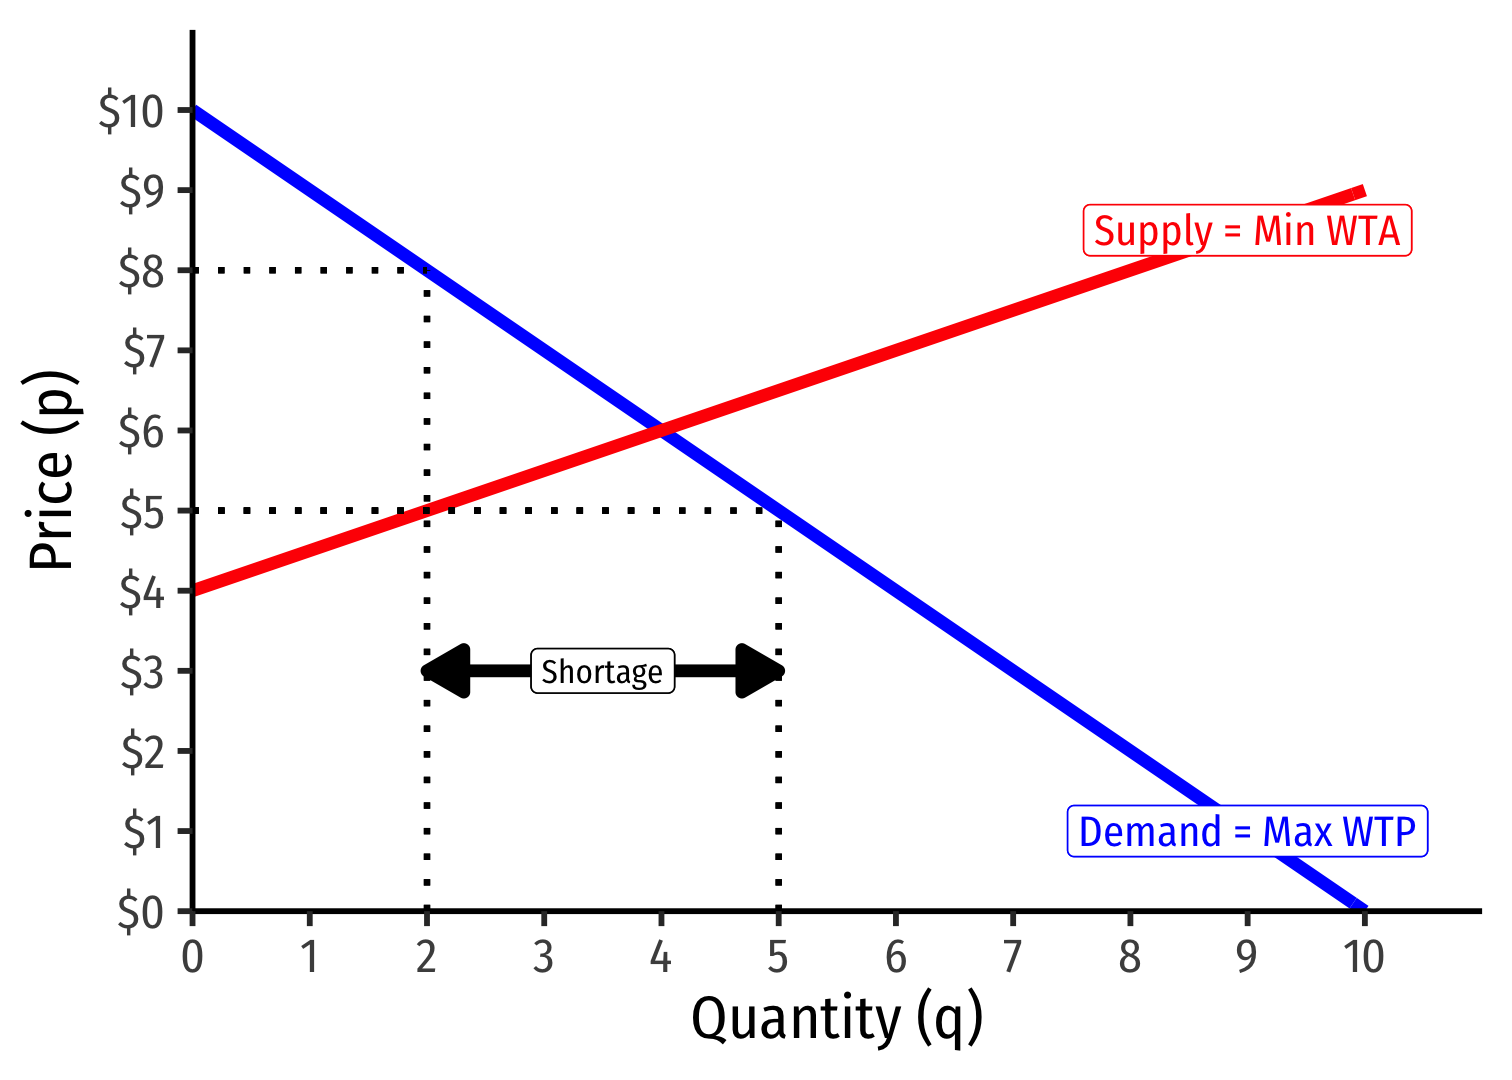 $10
$9
$8
$7
$6
$5
$4
$3
$2
$1
$0
Price (p)
Supply = Min WTA
Shortage
Demand = Max WTP
0 1 2 3 4 5 6 7 8 9 10
Quantity (q)